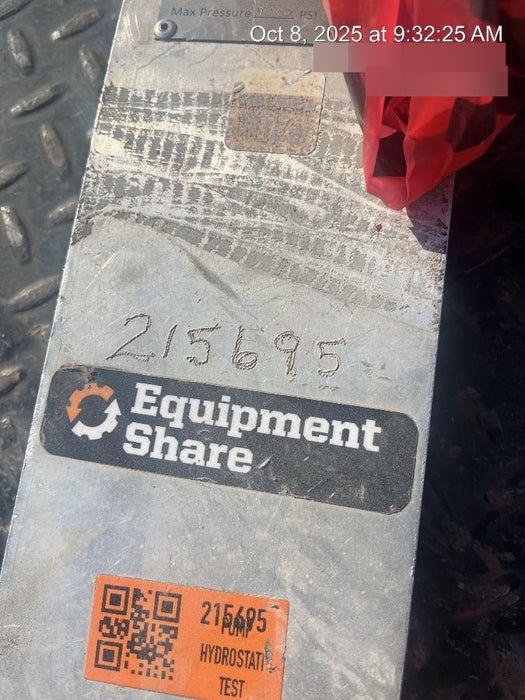 Max Pressure PSI
Oct 8, 2025 at 9:32:25 AM
215695
Equipment
Share
215695
PUMP
HYDROSTATI
TEST